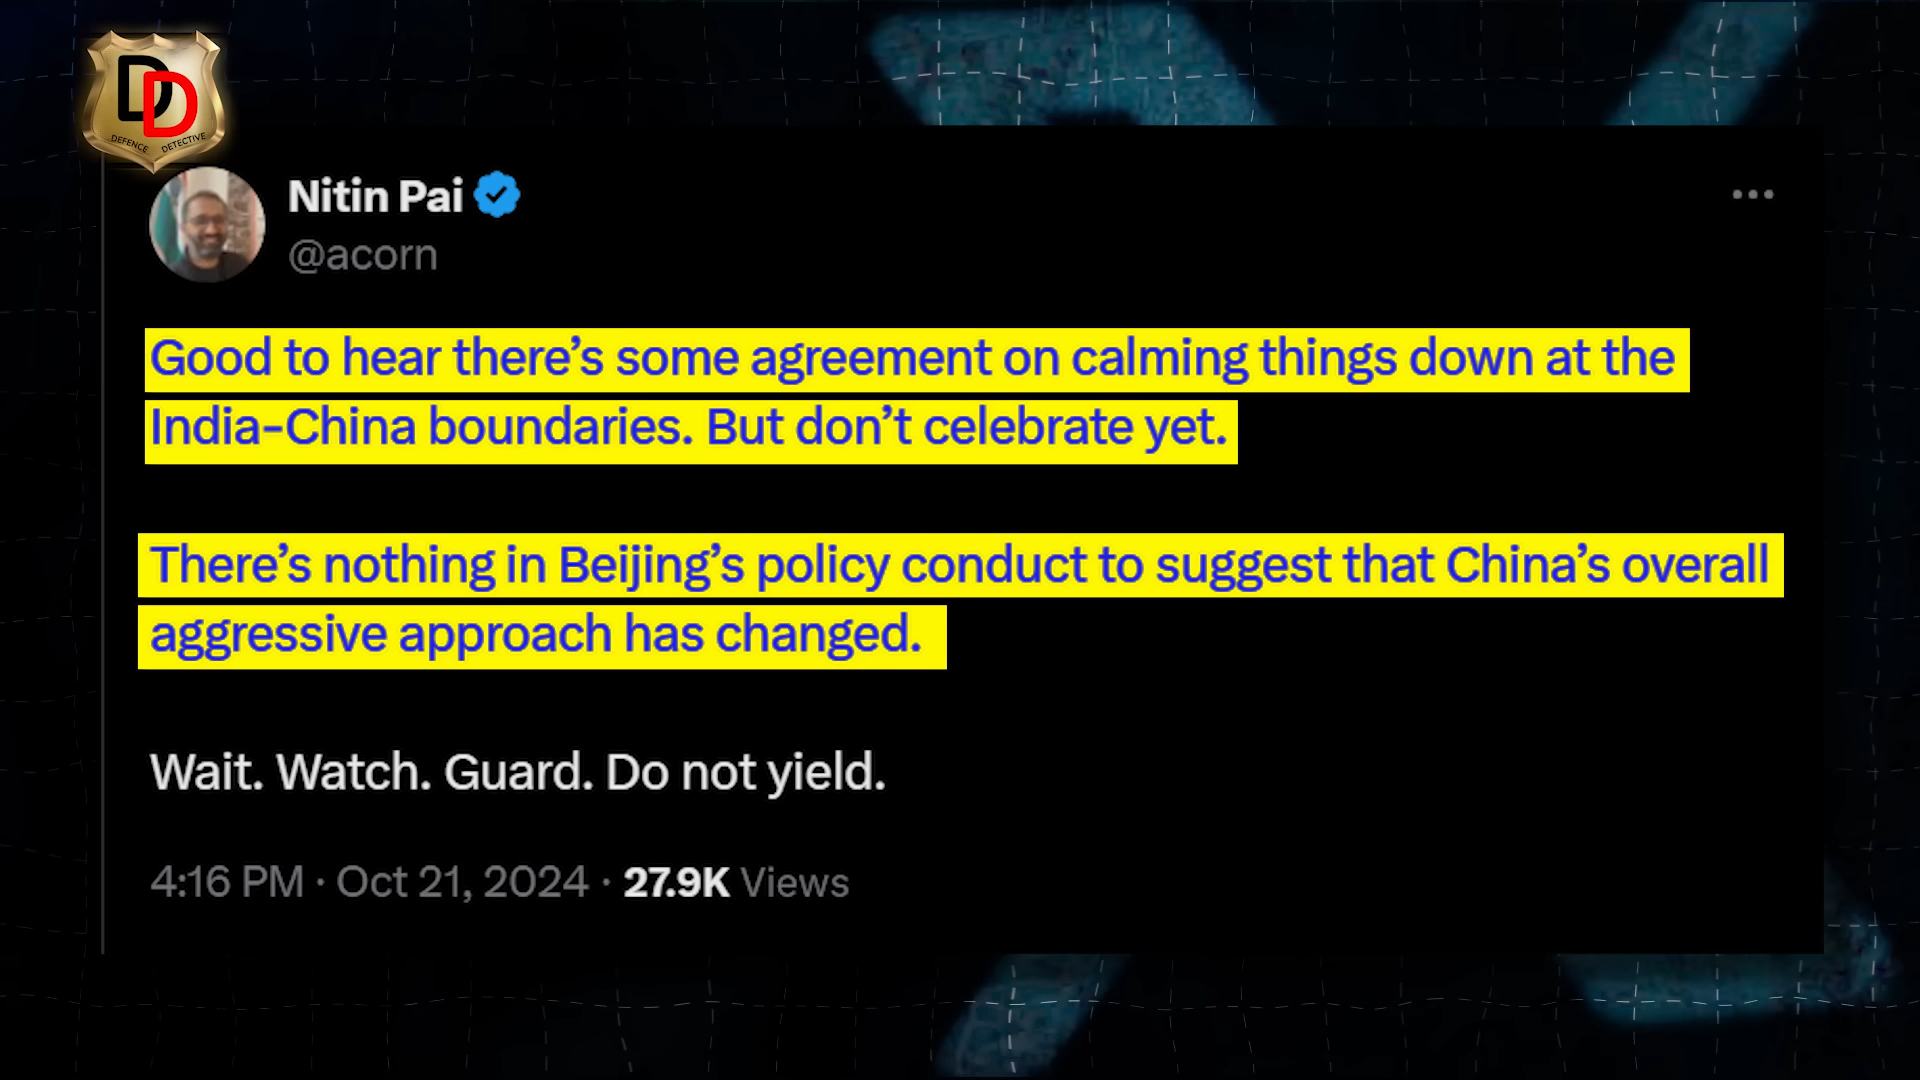 DD
DEFENCE DETECTIVE
Nitin Pai
@acorn
Good to hear there’s some agreement on calming things down at the
India-China boundaries. But don’t celebrate yet.
There’s nothing in Beijing’s policy conduct to suggest that China’s overall
aggressive approach has changed.
Wait. Watch. Guard. Do not yield.
4:16 PM · Oct 21, 2024 · 27.9K Views